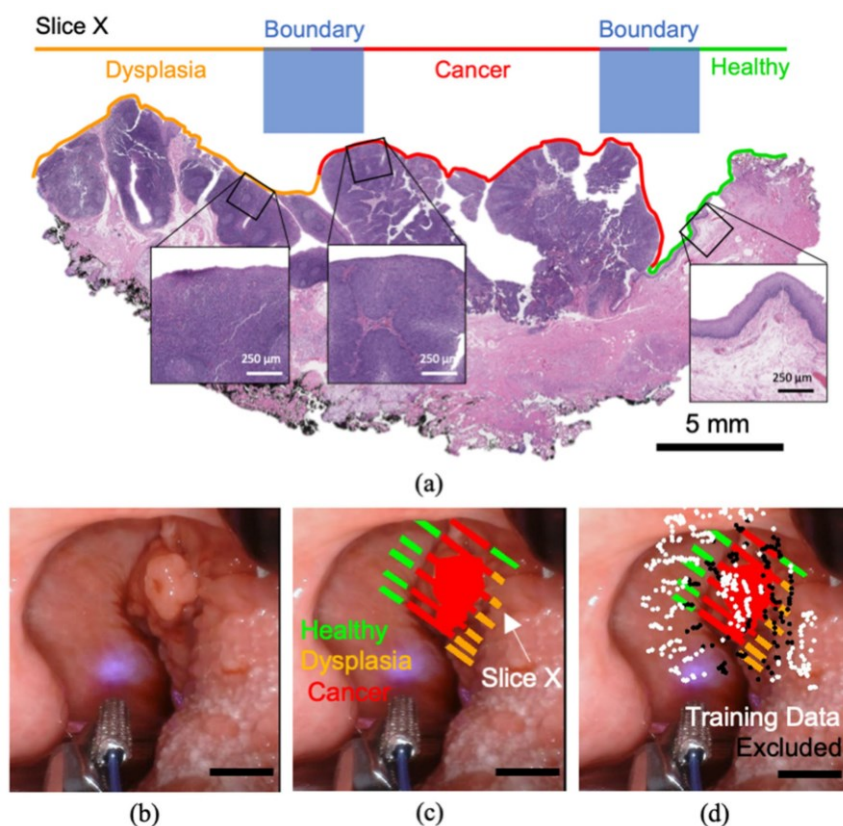 Slice X
Boundary
Boundary
Dysplasia
Cancer
Healthy
250 µm
250 µm
250 µm
5 mm
(a)
Healthy
Dysplasia
Cancer
Slice X
Training Data
Excluded
(b)
(c)
(d)